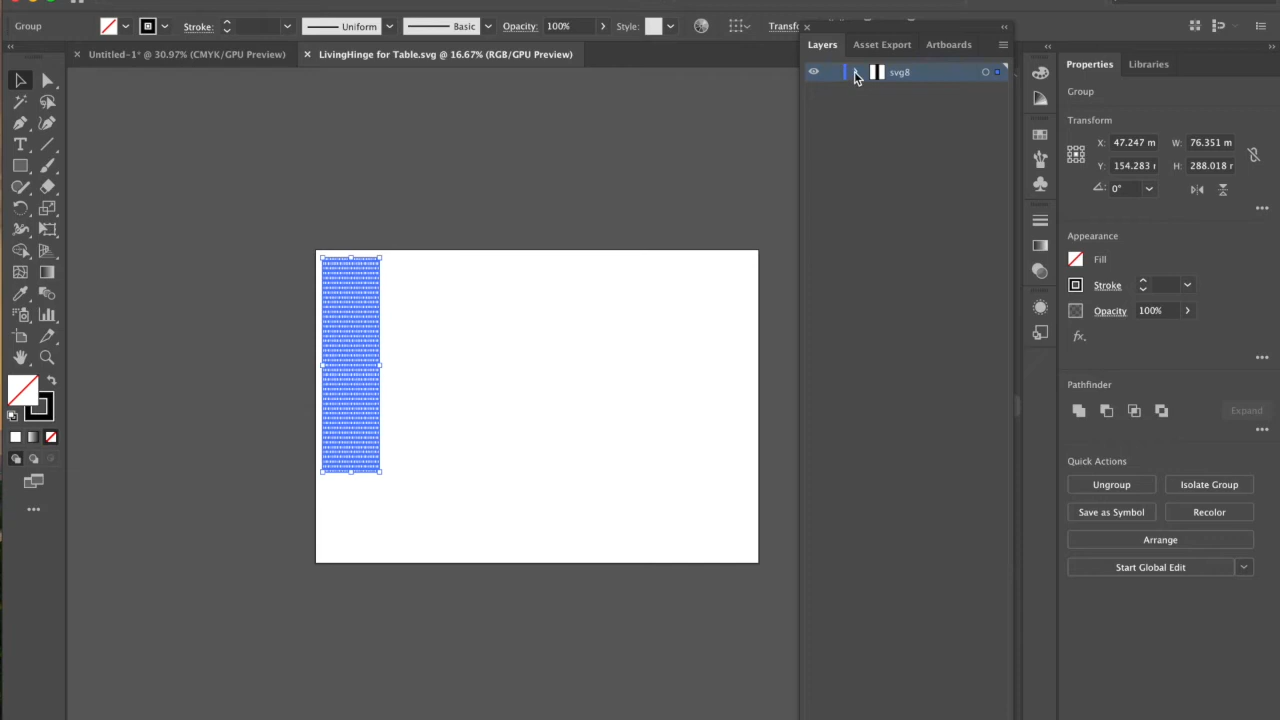 Group
Stroke:
Uniform
Basic
Opacity: 100%
Style:
Transfo
Untitled-1* @ 30.97% (CMYK/GPU Preview)
LivingHinge for Table.svg @ 16.67% (RGB/GPU Preview)
Layers
Asset Export
Artboards
svg8
Properties
Libraries
Group
Transform
X: 47.247 m
W: 76.351 m
Y: 154.283 r
H: 288.018 r
0°
Appearance
Fill
Stroke
Opacity 100%
fx.
Pathfinder
Expand
Quick Actions
Ungroup
Isolate Group
Save as Symbol
Recolor
Arrange
Start Global Edit